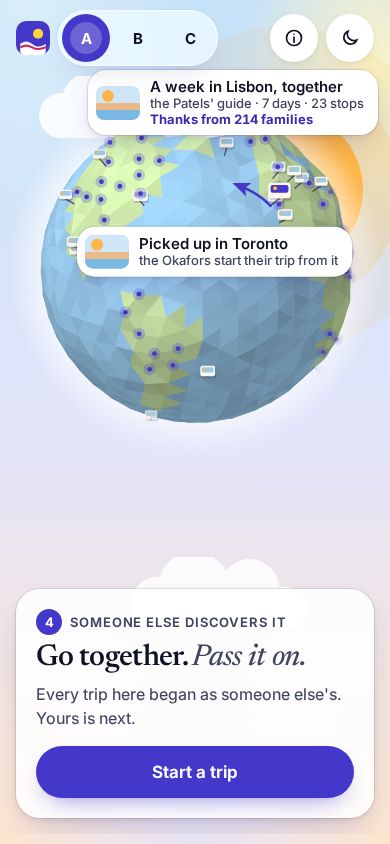 A
B
C
A week in Lisbon, together
the Patels' guide · 7 days · 23 stops
Thanks from 214 families
Picked up in Toronto
the Okafors start their trip from it
4 SOMEONE ELSE DISCOVERS IT
Go together. Pass it on.
Every trip here began as someone else's.
Yours is next.
Start a trip